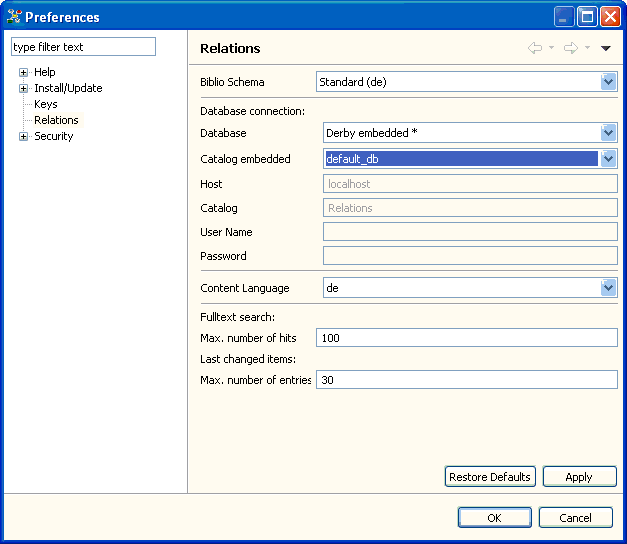 Preferences
type filter text
Help
Install/Update
Keys
Relations
Security
Relations
Biblio Schema Standard (de)
Database connection:
Database Derby embedded *
Catalog embedded default_db
Host localhost
Catalog Relations
User Name
Password
Content Language de
Fulltext search:
Max. number of hits 100
Last changed items:
Max. number of entries 30
Restore Defaults Apply
OK Cancel